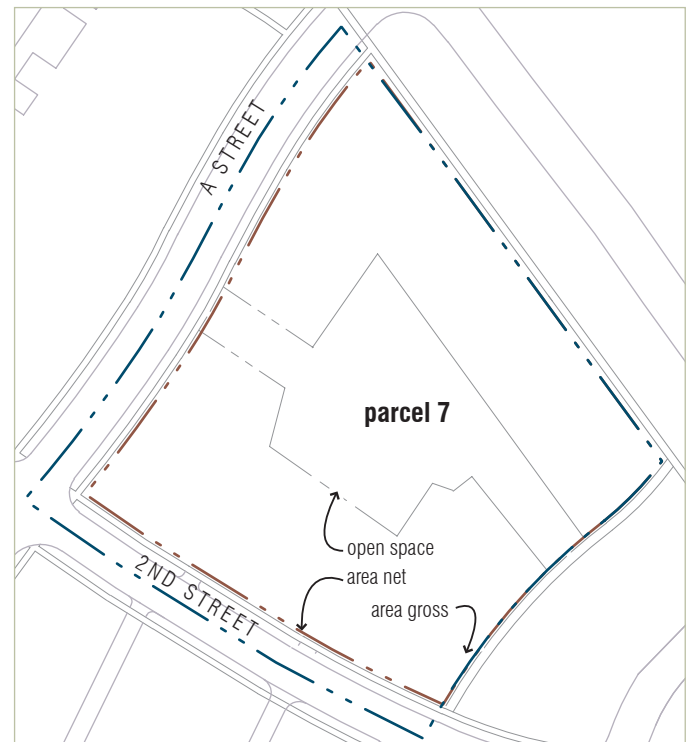 A STREET
parcel 7
open space
area net
2ND STREET
area gross